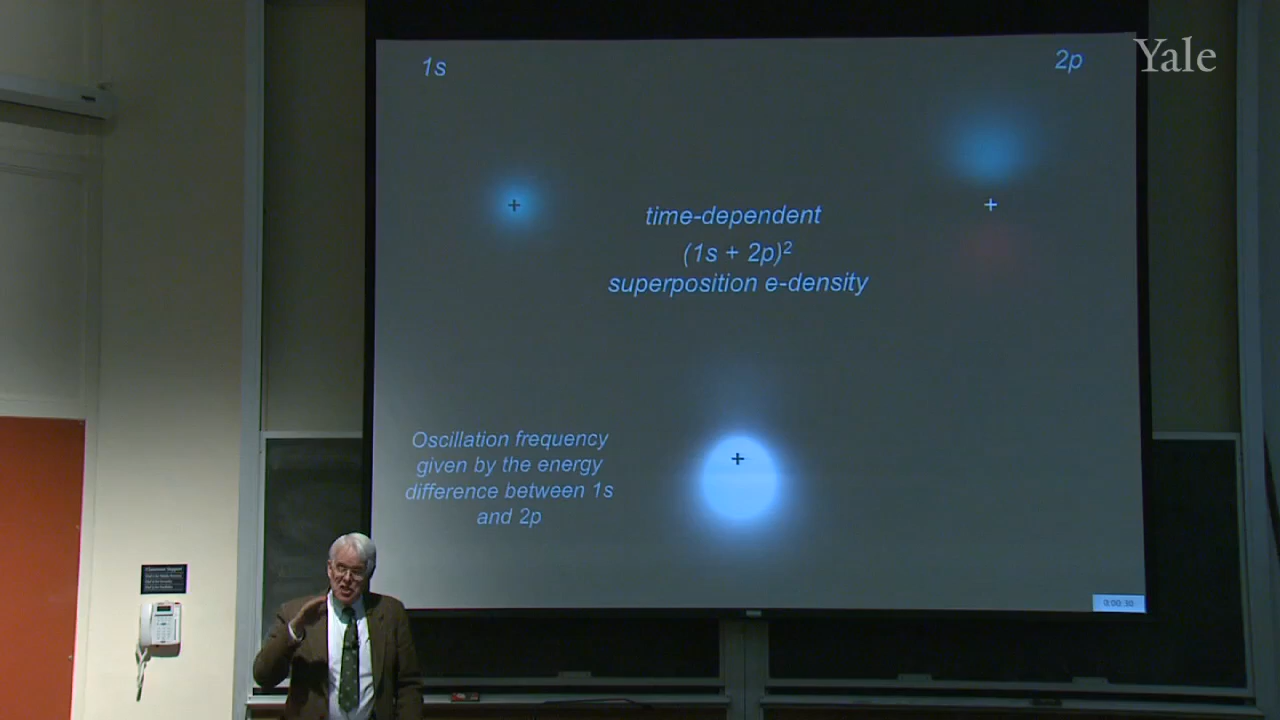 1s
2p
Yale
time-dependent
(1s + 2p)²
superposition e-density
Oscillation frequency
given by the energy
difference between 1s
and 2p
0:00:30